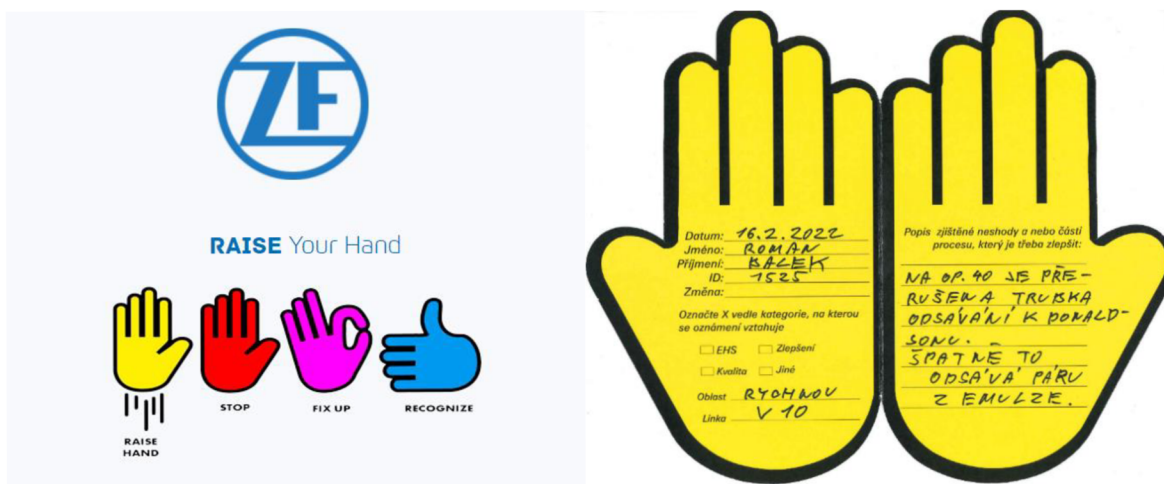 ZF
RAISE Your Hand
RAISE
HAND
STOP
FIX UP
RECOGNIZE
Datum: 16.2.2022
Jméno: ROMAN
Příjmení: BALEK
ID: 1525
Změna:
Označte X vedle kategorie, na kterou
se oznámení vztahuje
EHS Zlepšení
Kvalita Jiné
Oblast RYCHNOV
Linka V 10
Popis zjištěné neshody a nebo části
procesu, který je třeba zlepšit:
NA OP. 40 JE PŘE-
RUŠENA TRUBKA
ODSÁVÁNÍ K DONALD-
SONU.
ŠPATNĚ TO
ODSÁVÁ PÁRU
Z EMULZE.